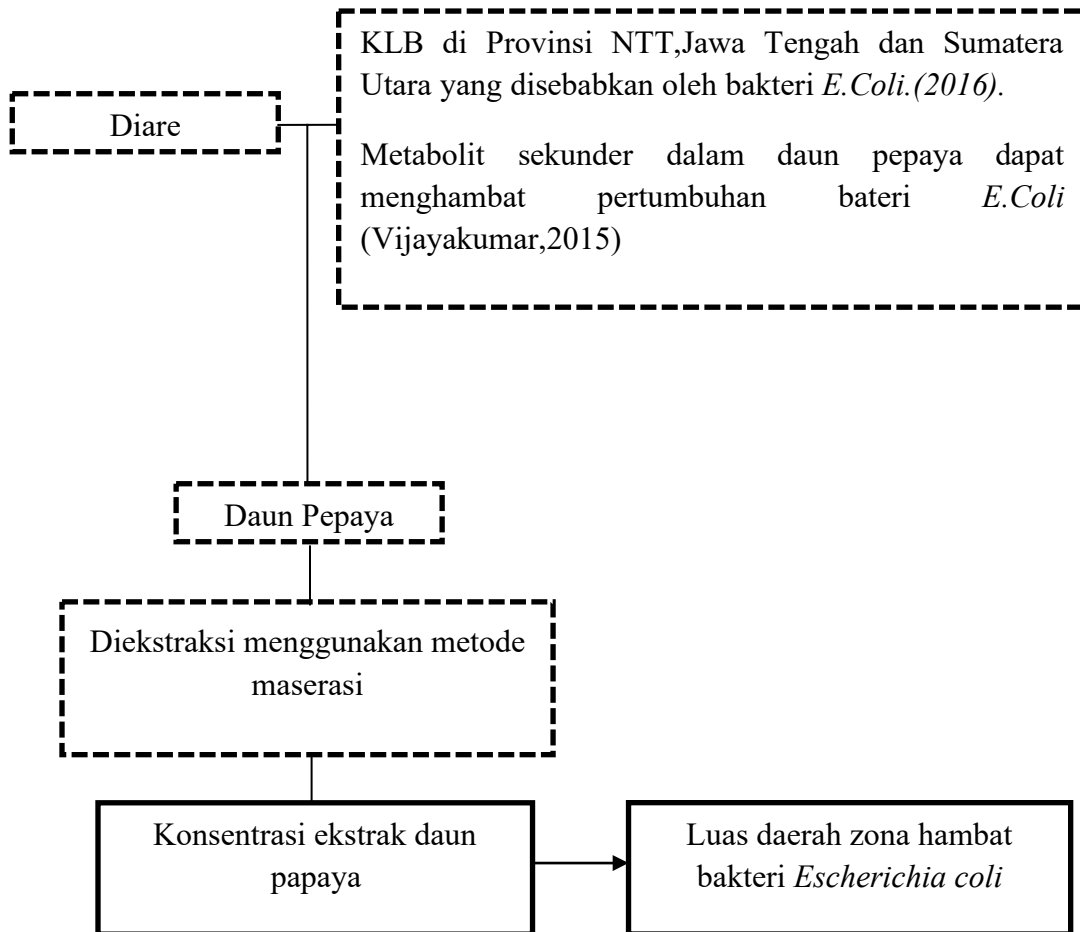 KLB di Provinsi NTT,Jawa Tengah dan Sumatera
Utara yang disebabkan oleh bakteri E.Coli.(2016).
Diare
Metabolit sekunder dalam daun pepaya dapat
menghambat pertumbuhan bateri E.Coli
(Vijayakumar,2015)
Daun Pepaya
Diekstraksi menggunakan metode
maserasi
Konsentrasi ekstrak daun
papaya
Luas daerah zona hambat
bakteri Escherichia coli